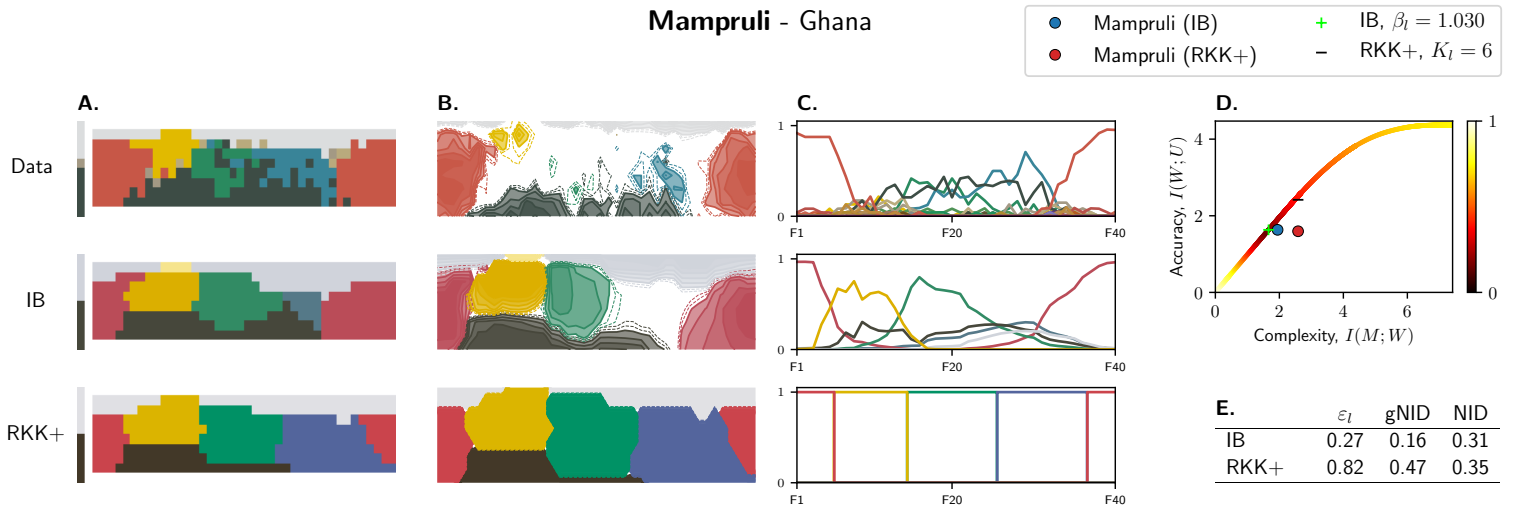 Mampruli - Ghana
Mampruli (IB)
Mampruli (RKK+)
IB, βl = 1.030
RKK+, Kl = 6
A.
B.
C.
D.
Data
IB
RKK+
1
0
F1
F20
F40
1
0
F1
F20
F40
1
0
F1
F20
F40
Accuracy, I(W; U)
4
2
0
0
2
4
6
Complexity, I(M; W)
1
0
E.
εl gNID NID
IB 0.27 0.16 0.31
RKK+ 0.82 0.47 0.35